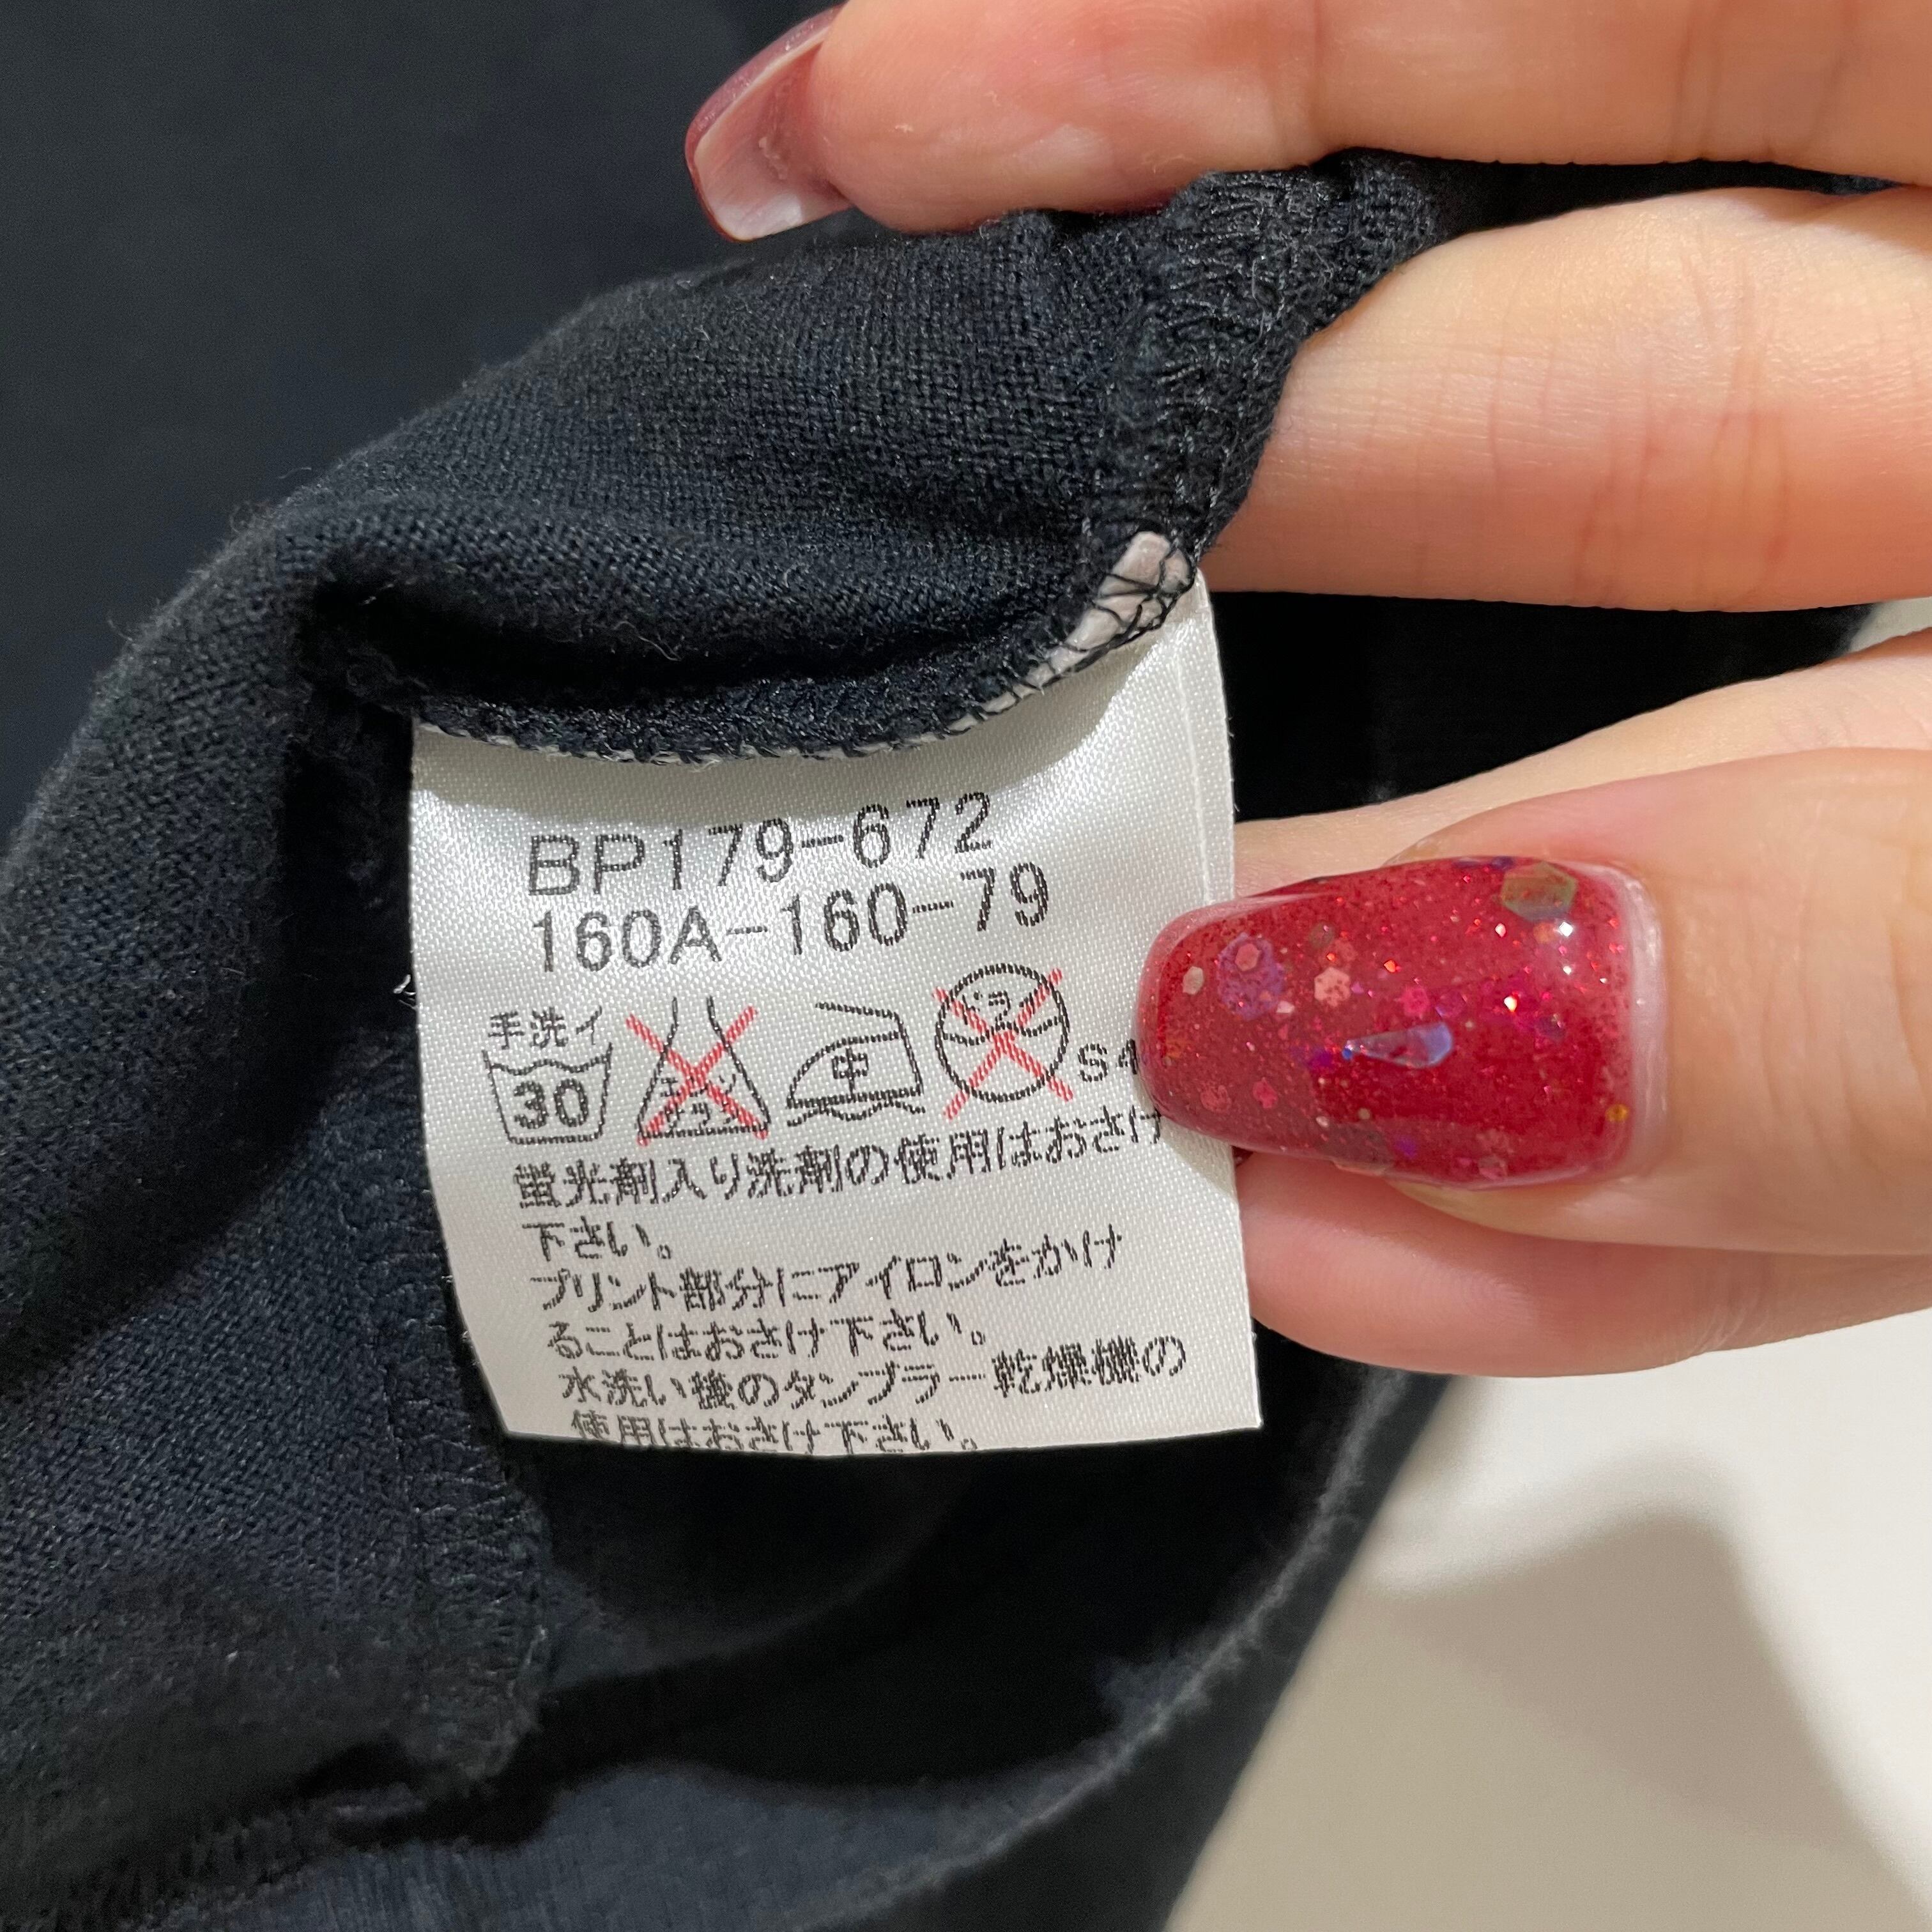 BP179-672
160A-160-79
手洗イ
30
中
S4
蛍光剤入り洗剤の使用はおさけ
下さい。
プリント部分にアイロンをかけ
ることはおさけ下さい。
水洗い後のタンブラー乾燥機の
使用はおさけ下さい。